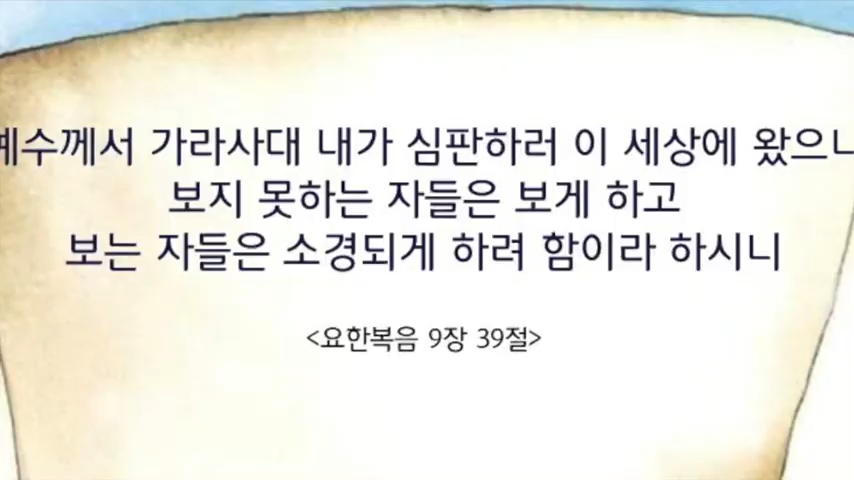 예수께서 가라사대 내가 심판하러 이 세상에 왔으니
보지 못하는 자들은 보게 하고
보는 자들은 소경되게 하려 함이라 하시니
<요한복음 9장 39절>